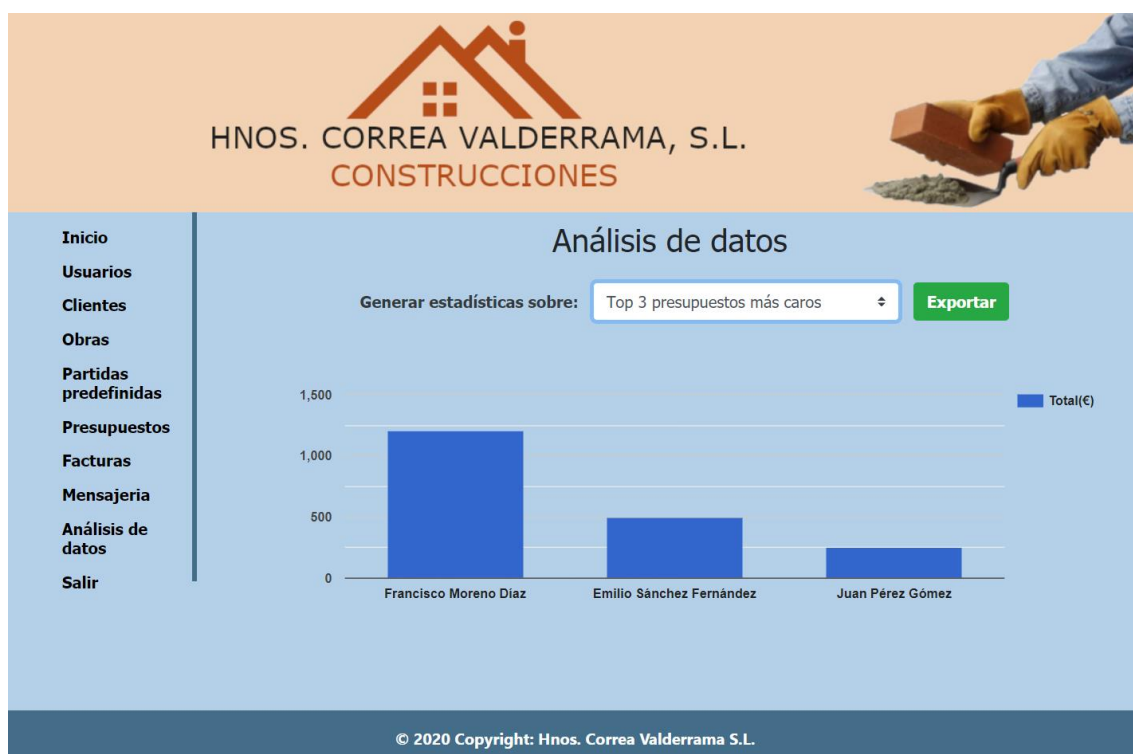 HNOS. CORREA VALDERRAMA, S.L.
CONSTRUCCIONES
Inicio
Usuarios
Clientes
Obras
Partidas
predefinidas
Presupuestos
Facturas
Mensajeria
Análisis de
datos
Salir
Análisis de datos
Generar estadísticas sobre: Top 3 presupuestos más caros Exportar
1,500
1,000
500
0
Francisco Moreno Díaz Emilio Sánchez Fernández Juan Pérez Gómez
Total(€)
© 2020 Copyright: Hnos. Correa Valderrama S.L.